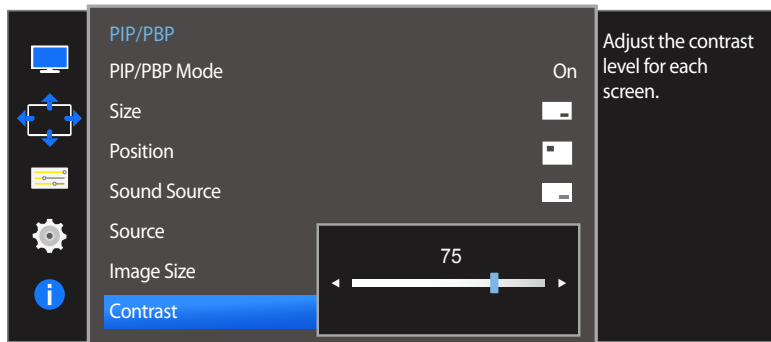 PIP/PBP
PIP/PBP Mode On
Size
Position
Sound Source
Source
Image Size
Contrast
75
Adjust the contrast
level for each
screen.
i